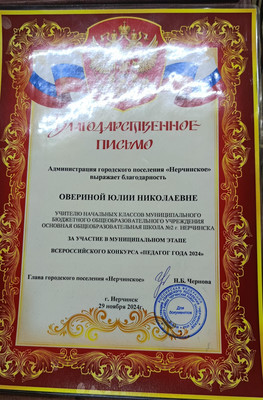 БЛАГОДАРСТВЕННОЕ
ПИСЬМО
Администрация городского поселения «Нерчинское»
выражает благодарность
ОВЕРИНОЙ ЮЛИИ НИКОЛАЕВНЕ
УЧИТЕЛЮ НАЧАЛЬНЫХ КЛАССОВ МУНИЦИПАЛЬНОГО
БЮДЖЕТНОГО ОБЩЕОБРАЗОВАТЕЛЬНОГО УЧРЕЖДЕНИЯ
ОСНОВНАЯ ОБЩЕОБРАЗОВАТЕЛЬНАЯ ШКОЛА №2 г. НЕРЧИНСКА
ЗА УЧАСТИЕ В МУНИЦИПАЛЬНОМ ЭТАПЕ
ВСЕРОССИЙСКОГО КОНКУРСА «ПЕДАГОГ ГОДА 2024»
Глава городского поселения «Нерчинское» Н.Б. Чернова
Для
документов
г. Нерчинск
29 ноября 2024г.